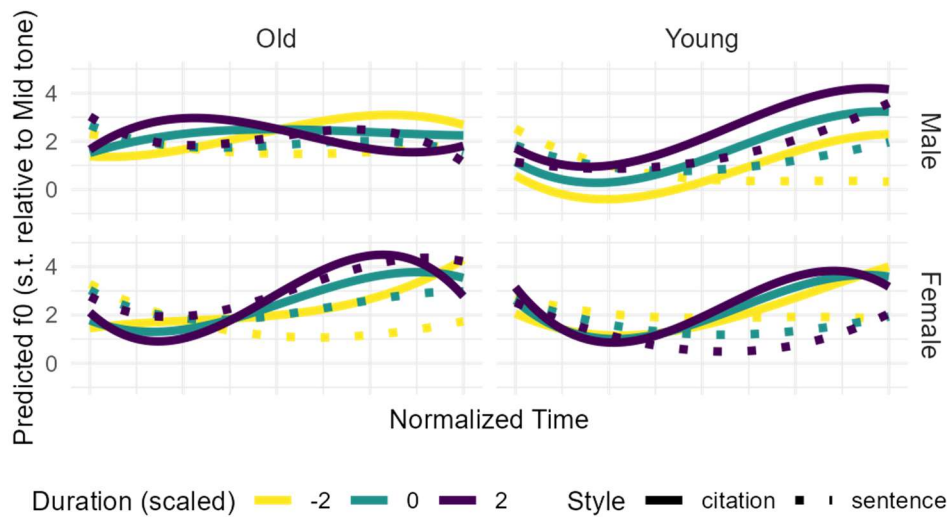 Old Young
Predicted f0 (s.t. relative to Mid tone)
4
2
0
Male
4
2
0
Female
Normalized Time
Duration (scaled) -2 0 2 Style citation sentence